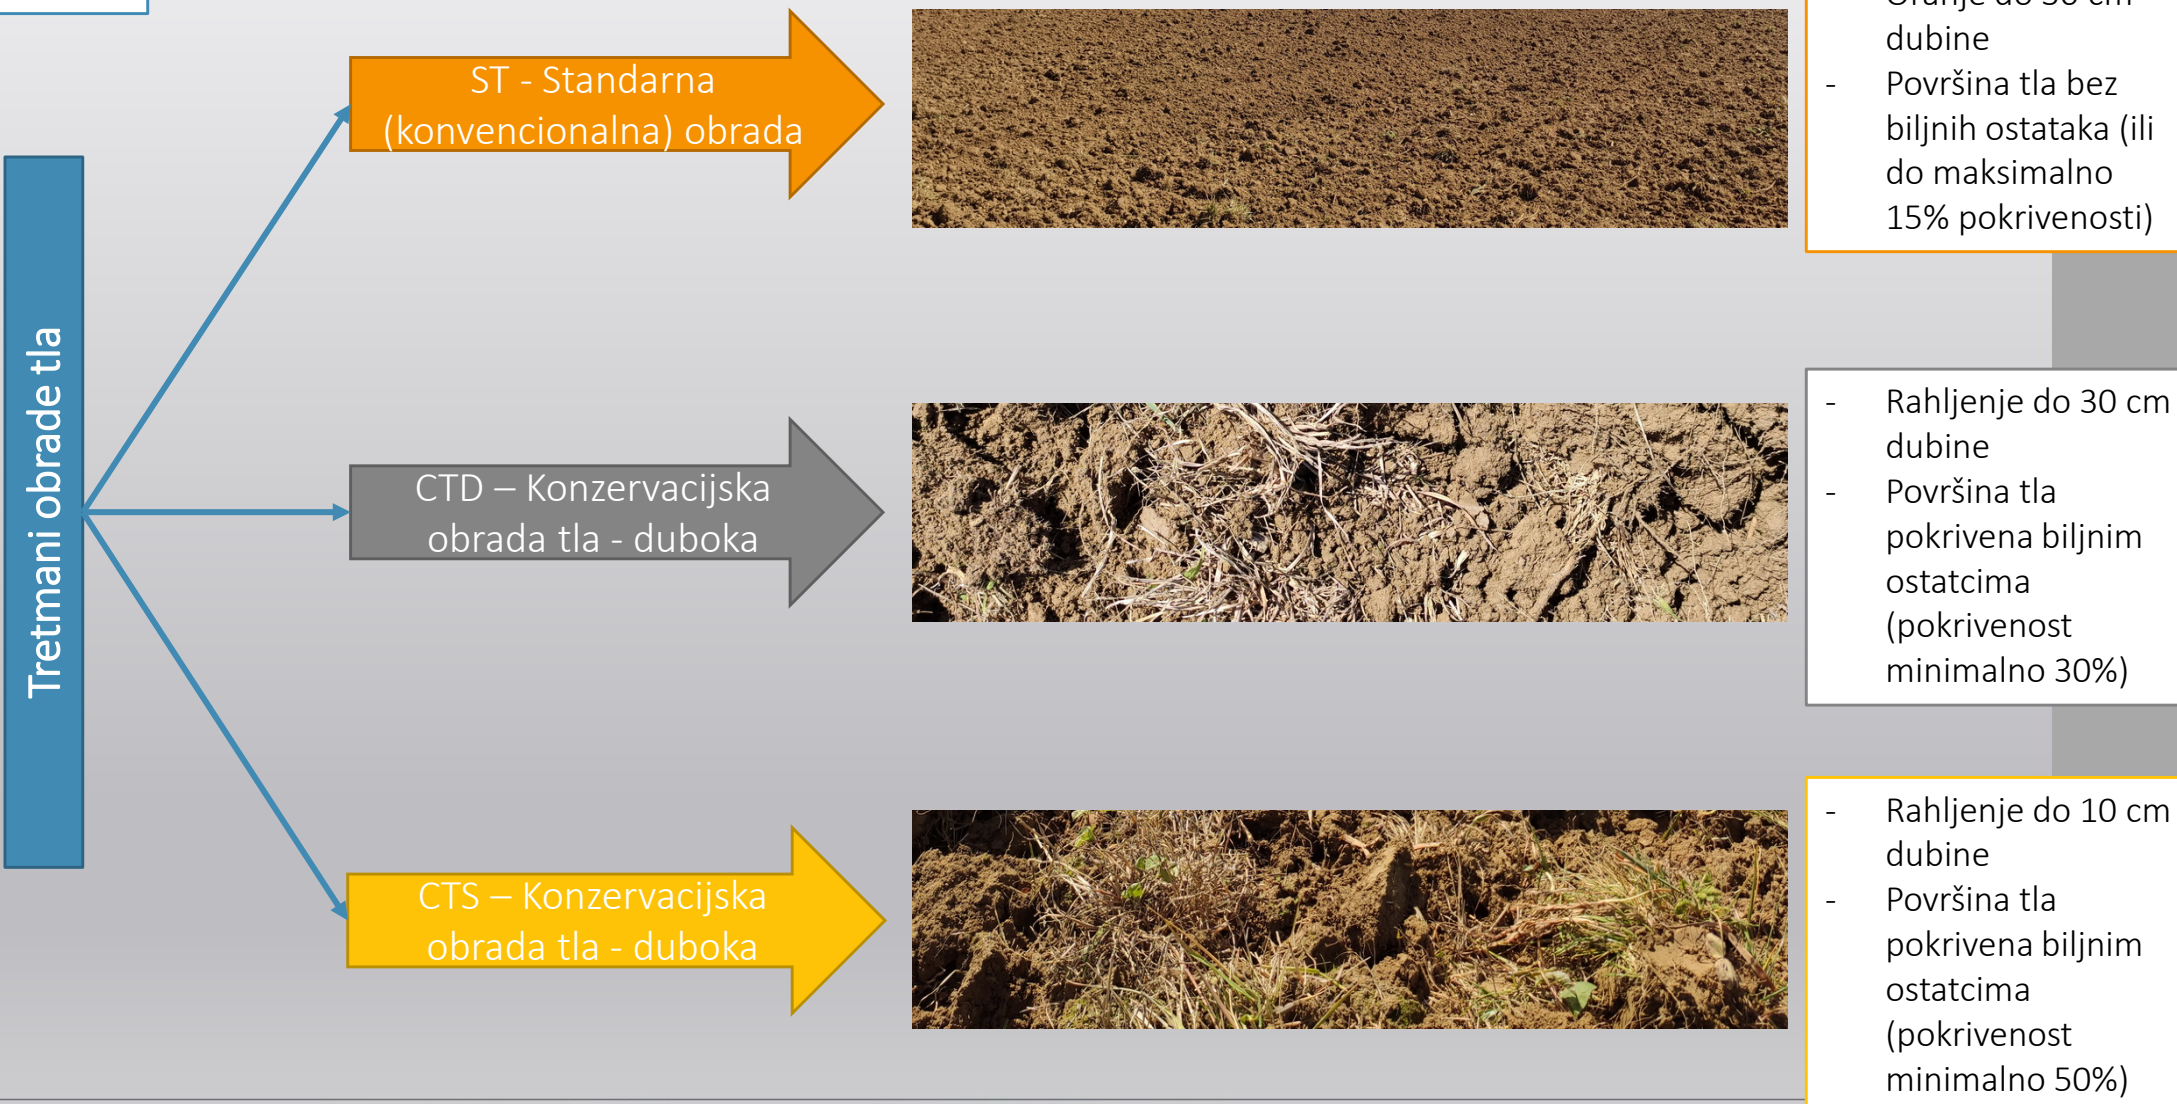 Tretmani obrade tla
ST - Standarna
(konvencionalna) obrada
dubine
- Površina tla bez
biljnih ostataka (ili
do maksimalno
15% pokrivenosti)
CTD – Konzervacijska
obrada tla - duboka
- Rahljenje do 30 cm
dubine
- Površina tla
pokrivena biljnim
ostatcima
(pokrivenost
minimalno 30%)
CTS – Konzervacijska
obrada tla - duboka
- Rahljenje do 10 cm
dubine
- Površina tla
pokrivena biljnim
ostatcima
(pokrivenost
minimalno 50%)